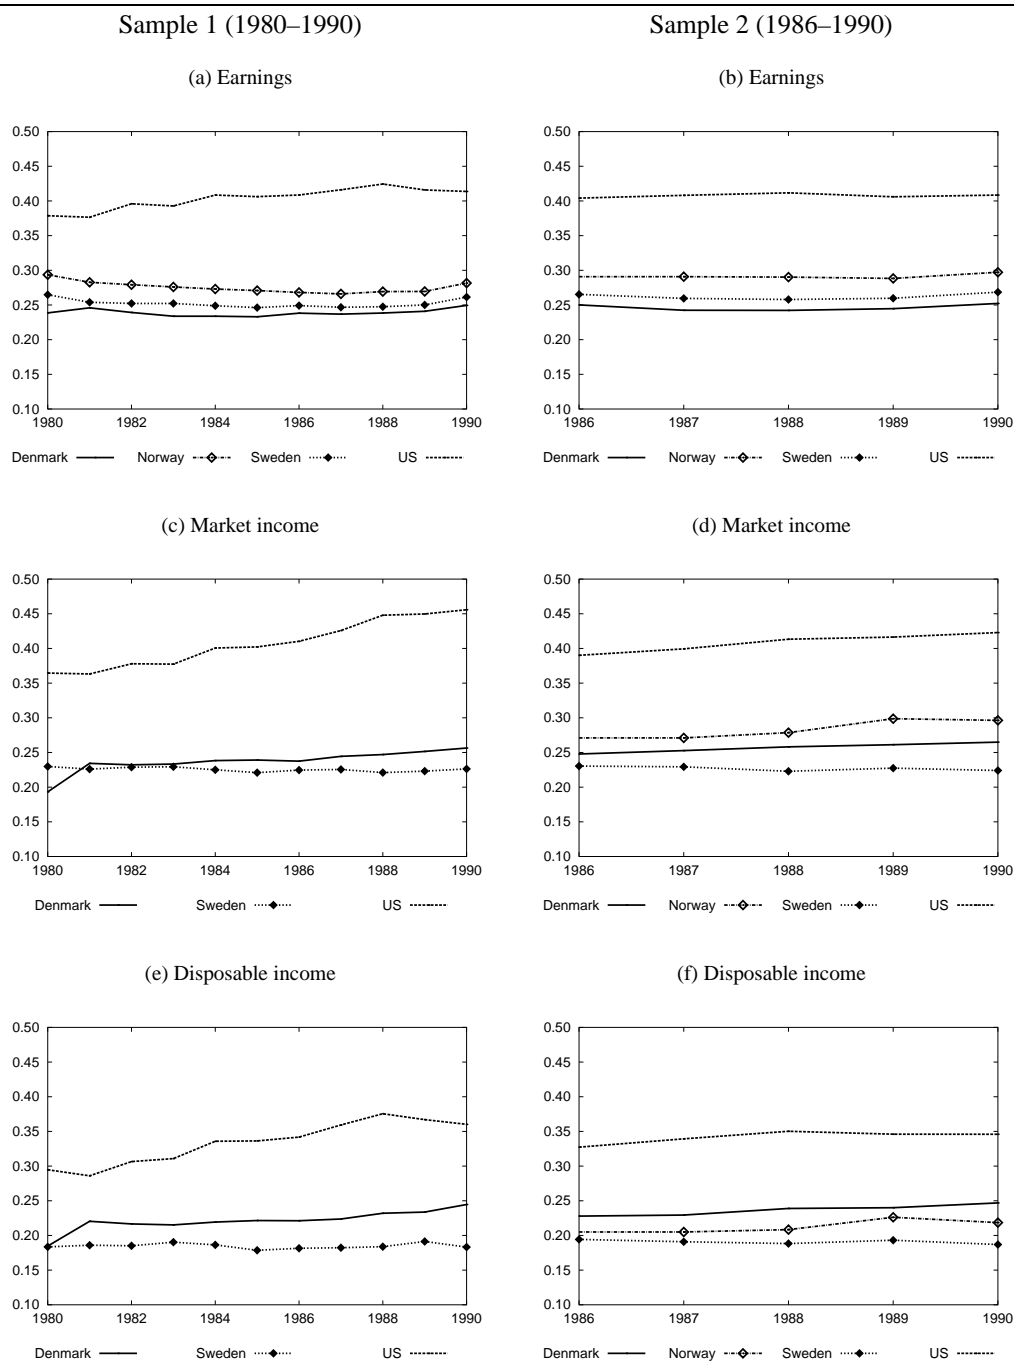 Sample 1 (1980–1990)
Sample 2 (1986–1990)
(a) Earnings
0.50
0.45
0.40
0.35
0.30
0.25
0.20
0.15
0.10
1980 1982 1984 1986 1988 1990
Denmark Norway Sweden US
(b) Earnings
0.50
0.45
0.40
0.35
0.30
0.25
0.20
0.15
0.10
1986 1987 1988 1989 1990
Denmark Norway Sweden US
(c) Market income
0.50
0.45
0.40
0.35
0.30
0.25
0.20
0.15
0.10
1980 1982 1984 1986 1988 1990
Denmark Sweden US
(d) Market income
0.50
0.45
0.40
0.35
0.30
0.25
0.20
0.15
0.10
1986 1987 1988 1989 1990
Denmark Norway Sweden US
(e) Disposable income
0.50
0.45
0.40
0.35
0.30
0.25
0.20
0.15
0.10
1980 1982 1984 1986 1988 1990
Denmark Sweden US
(f) Disposable income
0.50
0.45
0.40
0.35
0.30
0.25
0.20
0.15
0.10
1986 1987 1988 1989 1990
Denmark Norway Sweden US